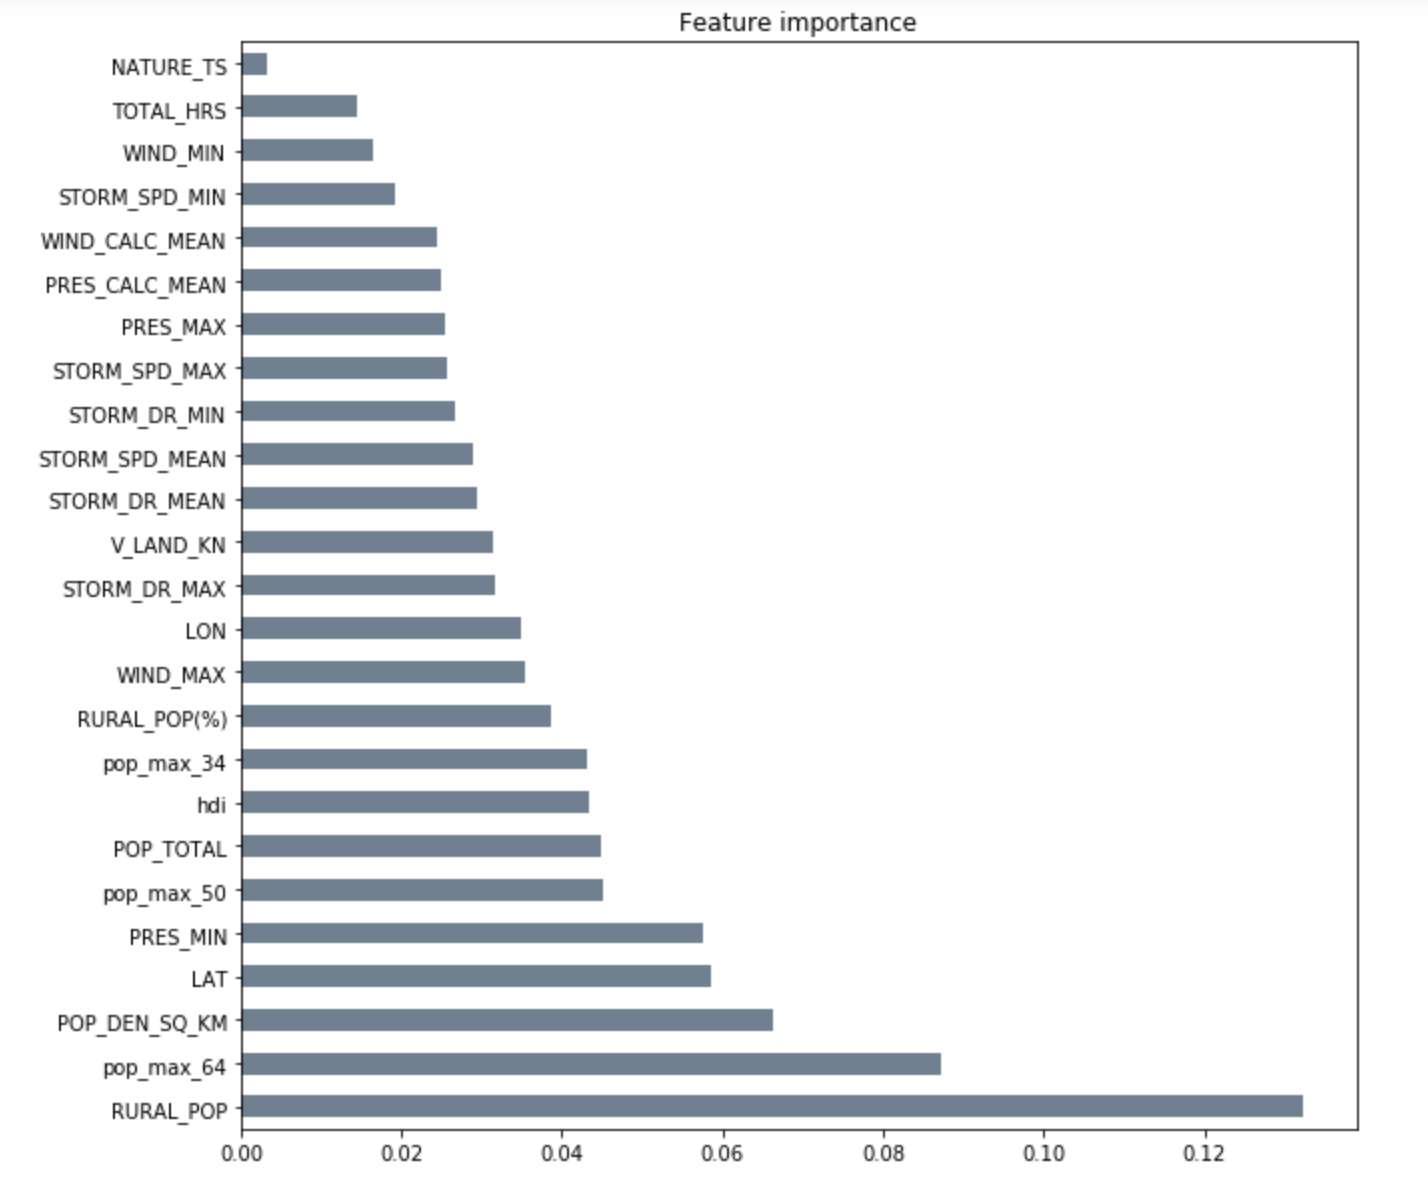 Feature importance
NATURE_TS
TOTAL_HRS
WIND_MIN
STORM_SPD_MIN
WIND_CALC_MEAN
PRES_CALC_MEAN
PRES_MAX
STORM_SPD_MAX
STORM_DR_MIN
STORM_SPD_MEAN
STORM_DR_MEAN
V_LAND_KN
STORM_DR_MAX
LON
WIND_MAX
RURAL_POP(%)
pop_max_34
hdi
POP_TOTAL
pop_max_50
PRES_MIN
LAT
POP_DEN_SQ_KM
pop_max_64
RURAL_POP
0.00 0.02 0.04 0.06 0.08 0.10 0.12